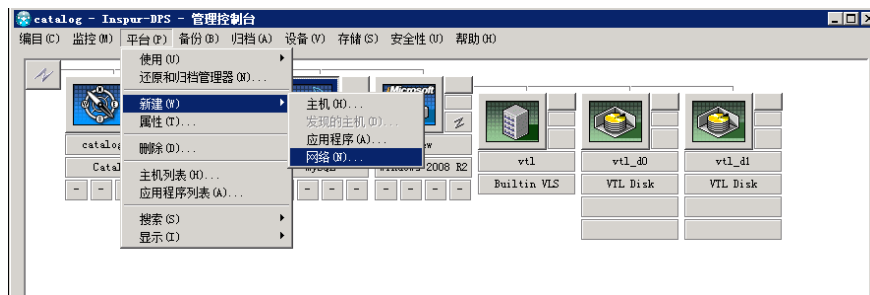 catalog - Inspur-DPS - 管理控制台
编目(C) 监控(M) 平台(P) 备份(B) 归档(A) 设备(V) 存储(S) 安全性(U) 帮助(H)
使用(U)
还原和归档管理器(N)...
新建(W)
属性(T)...
删除(D)...
主机列表(H)...
应用程序列表(A)...
搜索(S)
显示(I)
主机(H)...
发现的主机(D)...
应用程序(A)...
网络(N)...
Microsoft
catalog
2008 R2
vtl
Builtin VLS
vtl_d0
VTL Disk
vtl_d1
VTL Disk